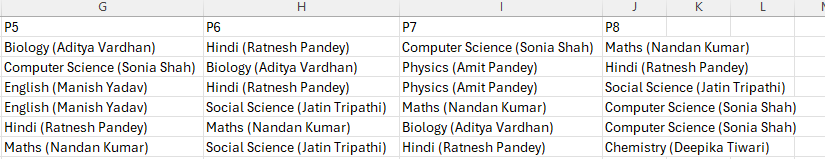 G H I J K L
P5 P6 P7 P8
Biology (Aditya Vardhan) Hindi (Ratnesh Pandey) Computer Science (Sonia Shah) Maths (Nandan Kumar)
Computer Science (Sonia Shah) Biology (Aditya Vardhan) Physics (Amit Pandey) Hindi (Ratnesh Pandey)
English (Manish Yadav) Hindi (Ratnesh Pandey) Physics (Amit Pandey) Social Science (Jatin Tripathi)
English (Manish Yadav) Social Science (Jatin Tripathi) Maths (Nandan Kumar) Computer Science (Sonia Shah)
Hindi (Ratnesh Pandey) Maths (Nandan Kumar) Biology (Aditya Vardhan) Computer Science (Sonia Shah)
Maths (Nandan Kumar) Social Science (Jatin Tripathi) Hindi (Ratnesh Pandey) Chemistry (Deepika Tiwari)